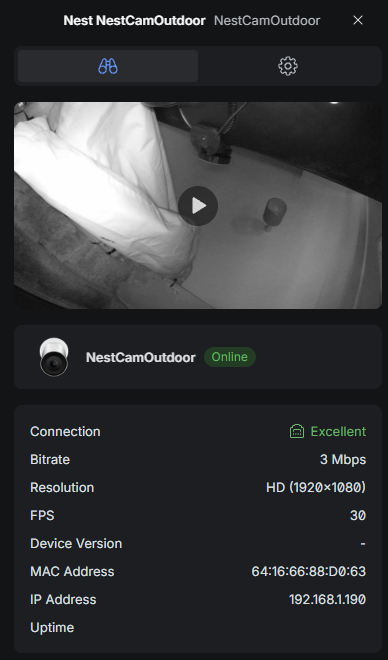 Nest NestCamOutdoor NestCamOutdoor
NestCamOutdoor Online
Connection Excellent
Bitrate 3 Mbps
Resolution HD (1920×1080)
FPS 30
Device Version -
MAC Address 64:16:66:88:D0:63
IP Address 192.168.1.190
Uptime